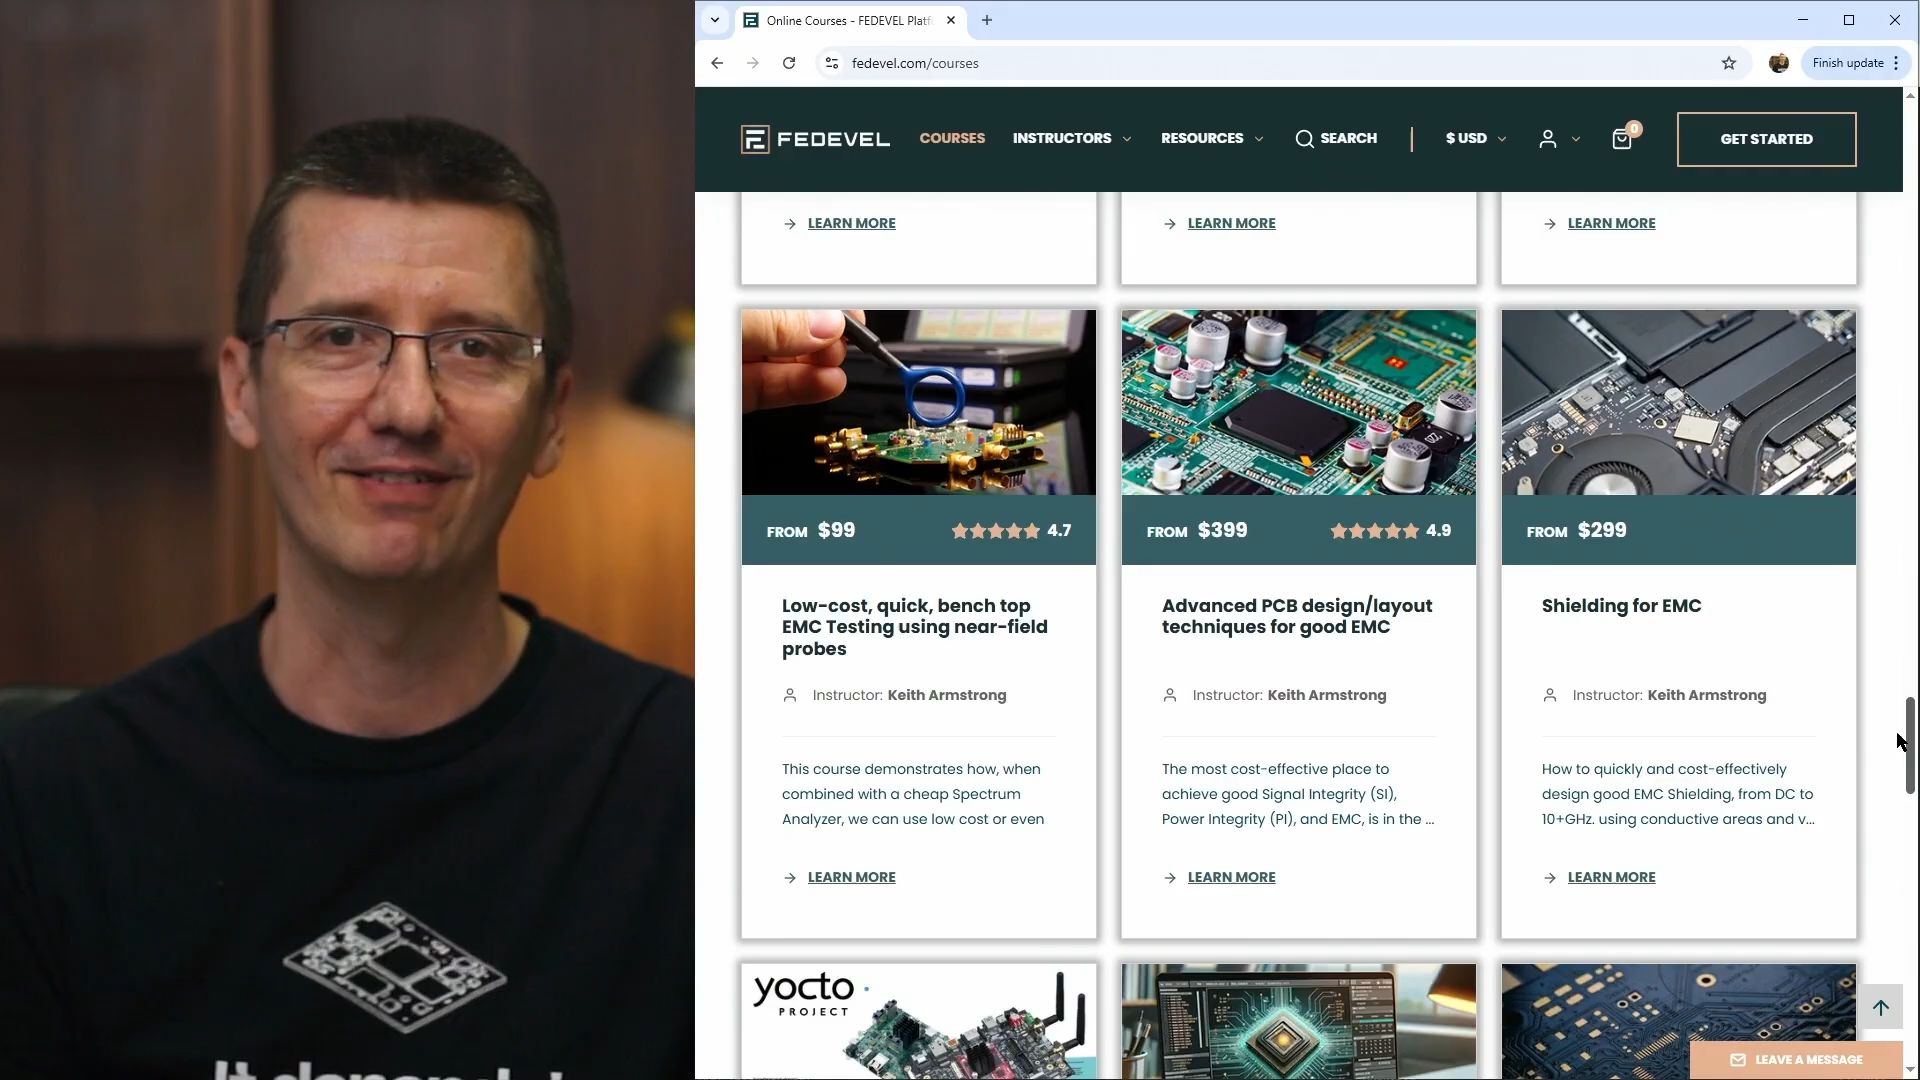 Online Courses - FEDEVEL Platf
fedevel.com/courses
Finish update
FEDEVEL
COURSES
INSTRUCTORS
RESOURCES
SEARCH
$ USD
0
GET STARTED
LEARN MORE
LEARN MORE
LEARN MORE
FROM $99
4.7
FROM $399
4.9
FROM $299
Low-cost, quick, bench top
EMC Testing using near-field
probes
Advanced PCB design/layout
techniques for good EMC
Shielding for EMC
Instructor: Keith Armstrong
Instructor: Keith Armstrong
Instructor: Keith Armstrong
This course demonstrates how, when
combined with a cheap Spectrum
Analyzer, we can use low cost or even
The most cost-effective place to
achieve good Signal Integrity (SI),
Power Integrity (PI), and EMC, is in the ...
How to quickly and cost-effectively
design good EMC Shielding, from DC to
10+GHz. using conductive areas and v...
LEARN MORE
LEARN MORE
LEARN MORE
yocto
PROJECT
LEAVE A MESSAGE